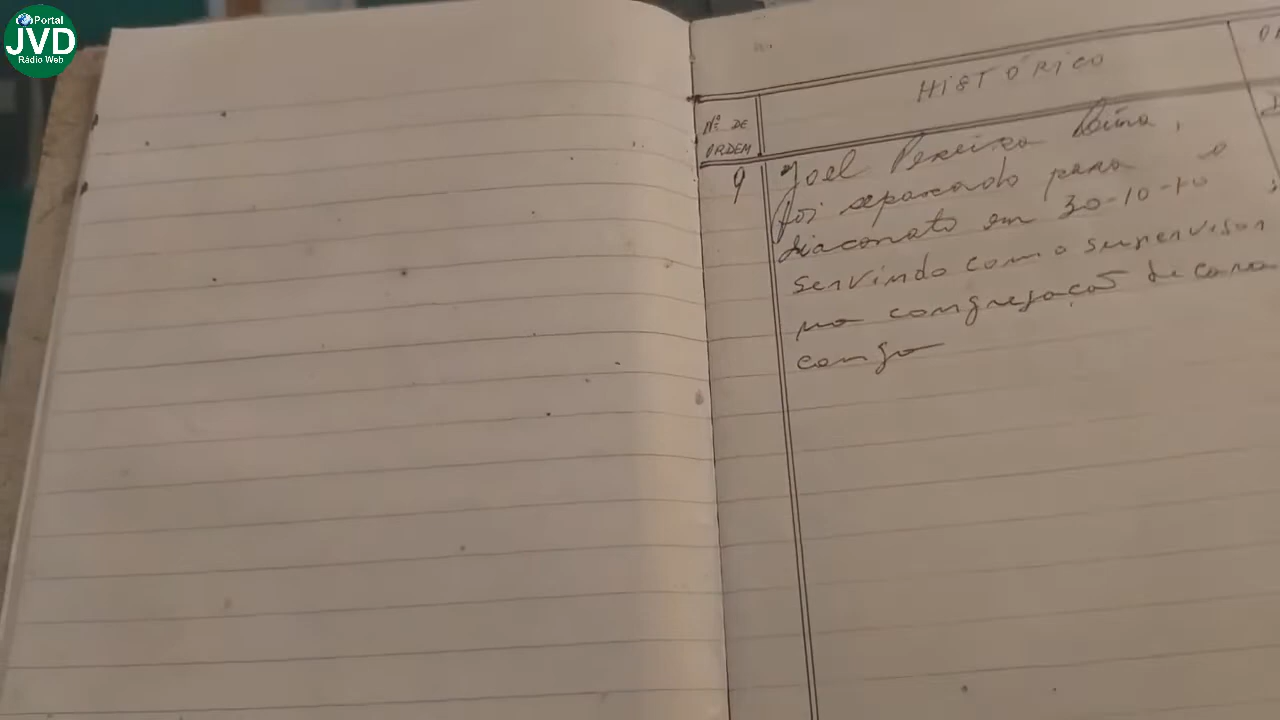 Portal
JVD
Rádio Web
HISTÓRICO
Nº DE
ORDEM
9
Joel Pereira Lima,
foi separado para o
diaconato em 30-10-10
servindo como supervisor
na congregação de cana